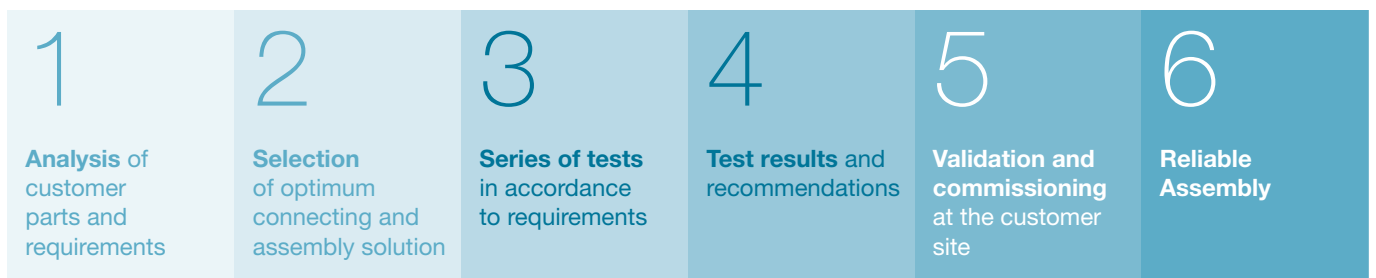 1
Analysis of
customer
parts and
requirements
2
Selection
of optimum
connecting and
assembly solution
3
Series of tests
in accordance
to requirements
4
Test results and
recommendations
5
Validation and
commissioning
at the customer
site
6
Reliable
Assembly